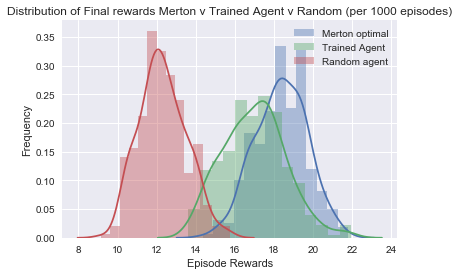 Distribution of Final rewards Merton v Trained Agent v Random (per 1000 episodes)
Merton optimal
Trained Agent
Random agent
0.35
0.30
0.25
0.20
0.15
0.10
0.05
0.00
Frequency
8 10 12 14 16 18 20 22 24
Episode Rewards